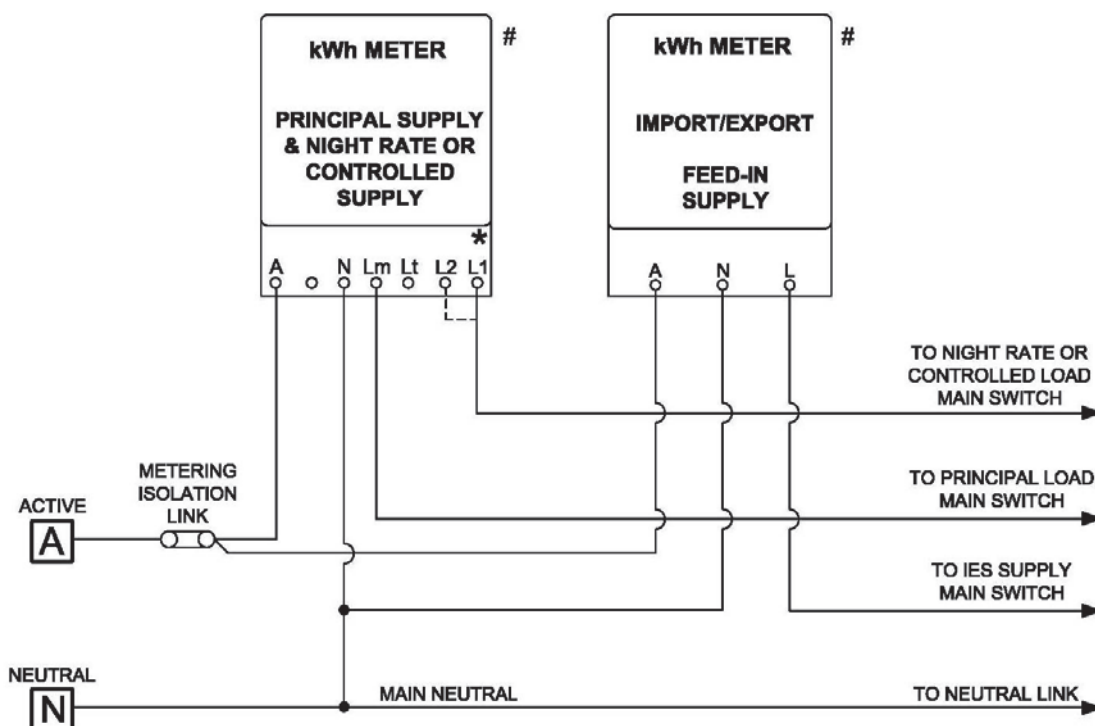 kWh METER
#
PRINCIPAL SUPPLY
& NIGHT RATE OR
CONTROLLED
SUPPLY
*
A N Lm Lt L2 L1
kWh METER
#
IMPORT/EXPORT
FEED-IN
SUPPLY
A N L
TO NIGHT RATE OR
CONTROLLED LOAD
MAIN SWITCH
METERING
ISOLATION
LINK
ACTIVE
A
TO PRINCIPAL LOAD
MAIN SWITCH
TO IES SUPPLY
MAIN SWITCH
NEUTRAL
N
MAIN NEUTRAL
TO NEUTRAL LINK